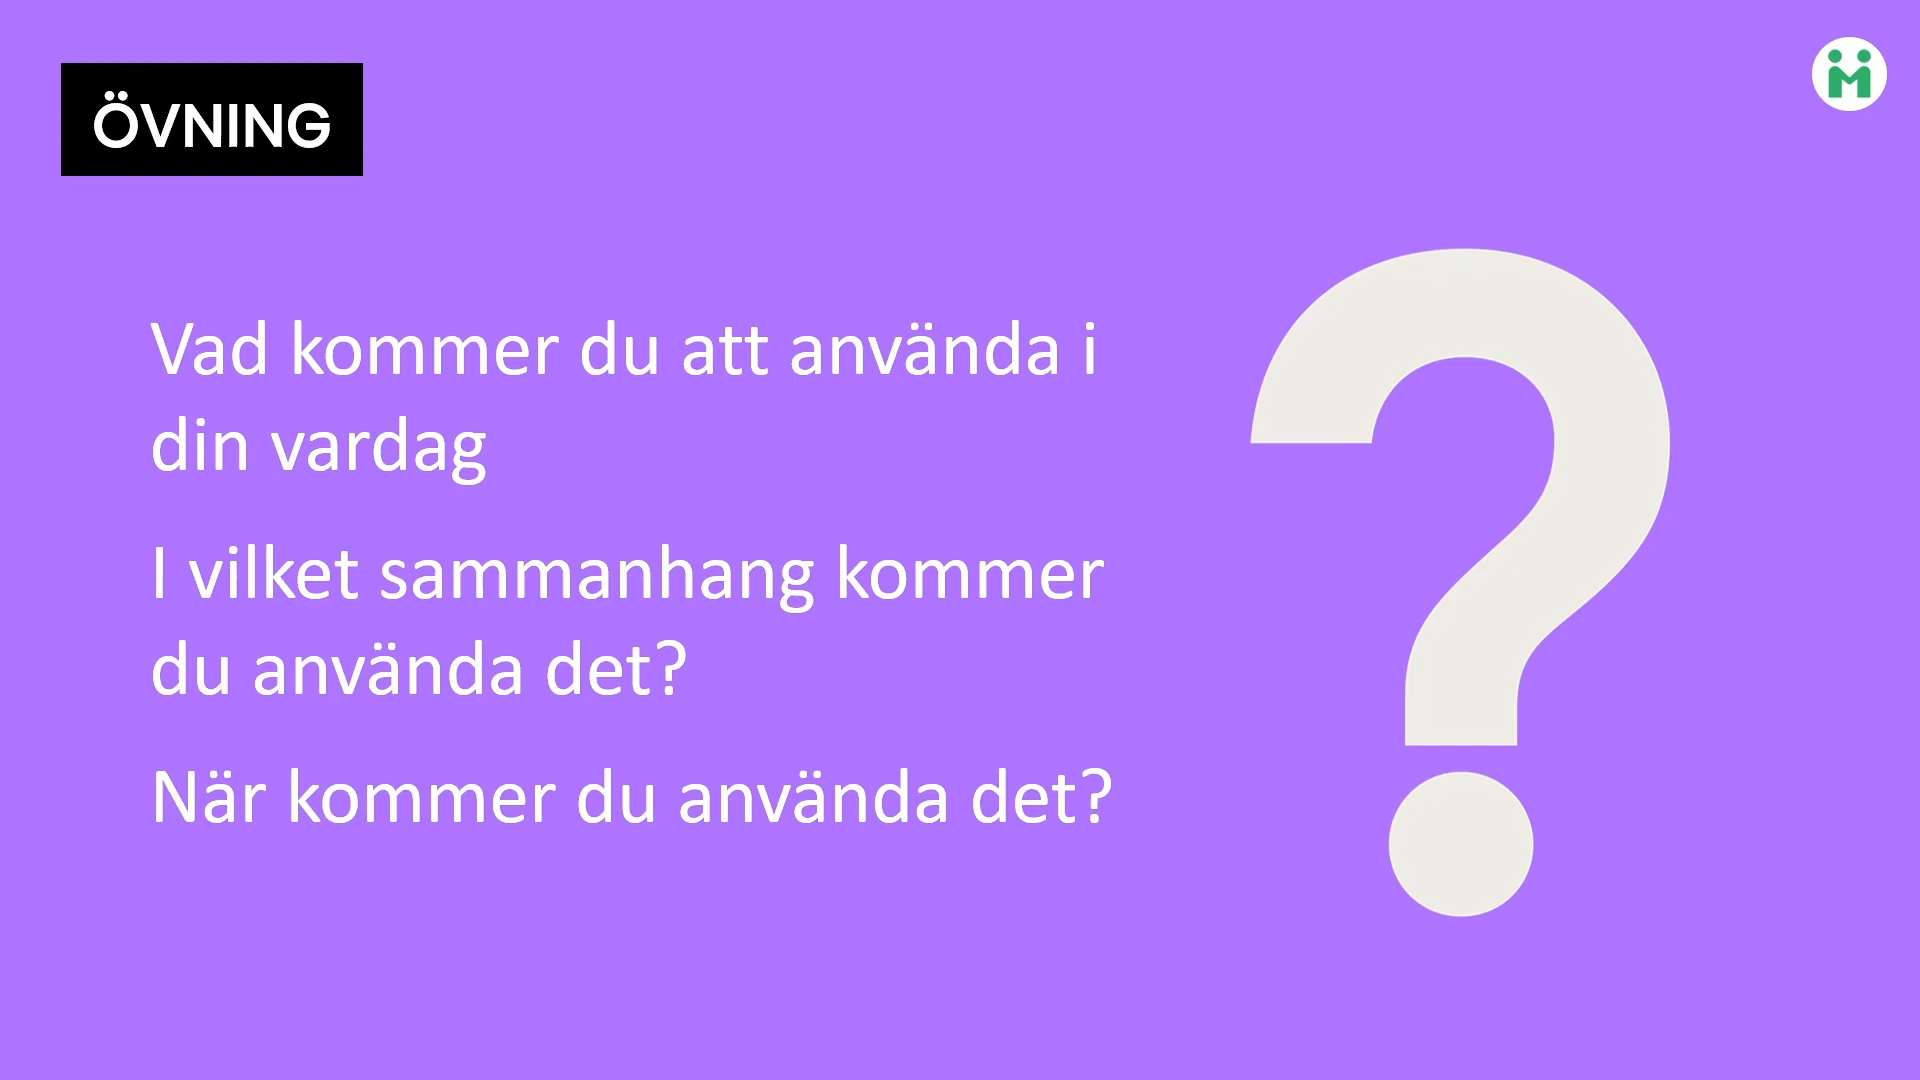 ÖVNING
Vad kommer du att använda i
din vardag
I vilket sammanhang kommer
du använda det?
När kommer du använda det?